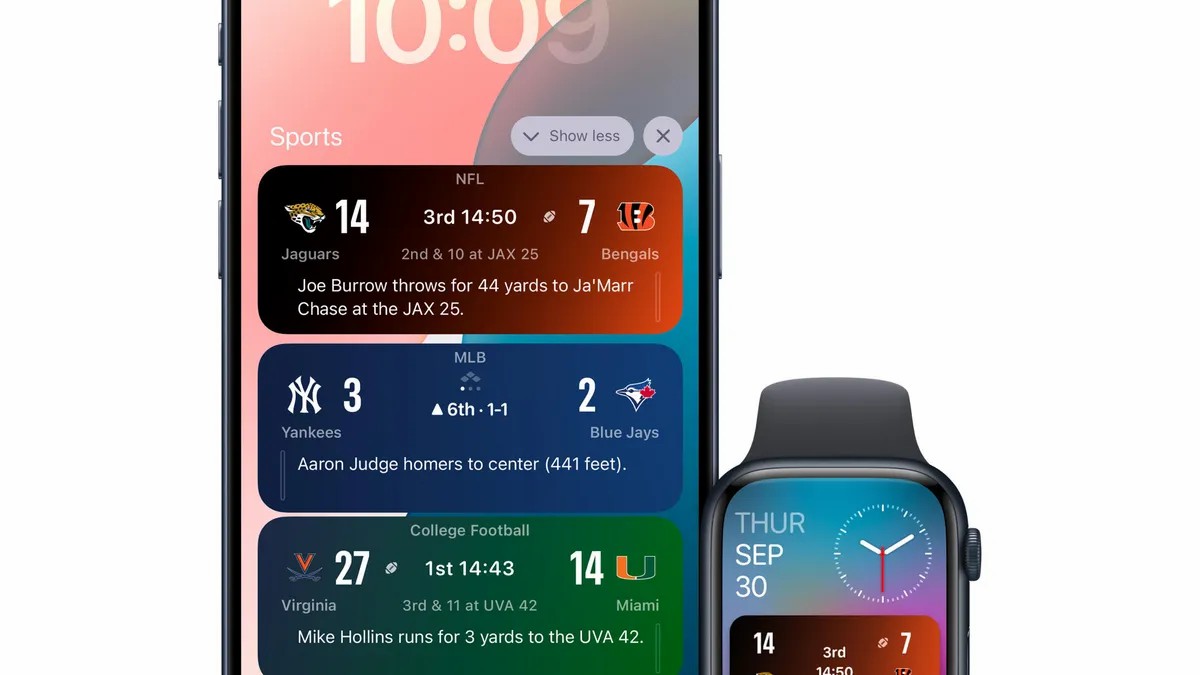 10:09
Sports
Show less
NFL
14
3rd 14:50
7
Jaguars
2nd & 10 at JAX 25
Bengals
Joe Burrow throws for 44 yards to Ja'Marr
Chase at the JAX 25.
MLB
NY
3
▲ 6th · 1-1
2
Yankees
Blue Jays
Aaron Judge homers to center (441 feet).
College Football
V
27
1st 14:43
14
U
Virginia
3rd & 11 at UVA 42
Miami
Mike Hollins runs for 3 yards to the UVA 42.
THUR
SEP
30
14
3rd
7
14:50